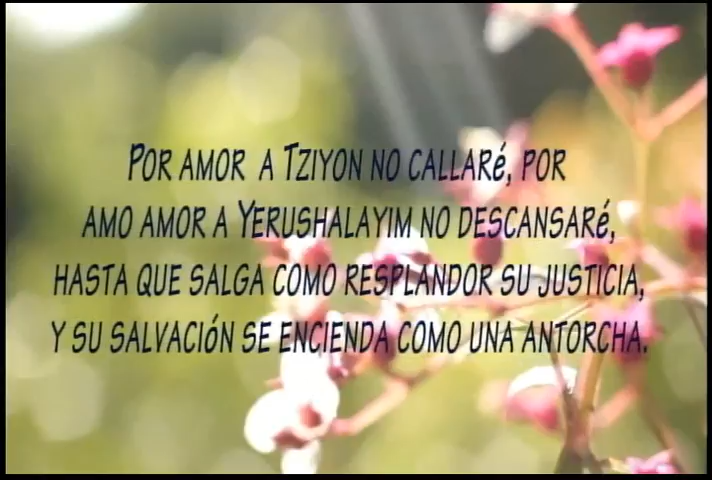 Por amor a Tziyon no callaré, por
amo amor a Yerushalayim no descansaré,
hasta que salga como resplandor su justicia,
y su salvación se encienda como una antorcha.